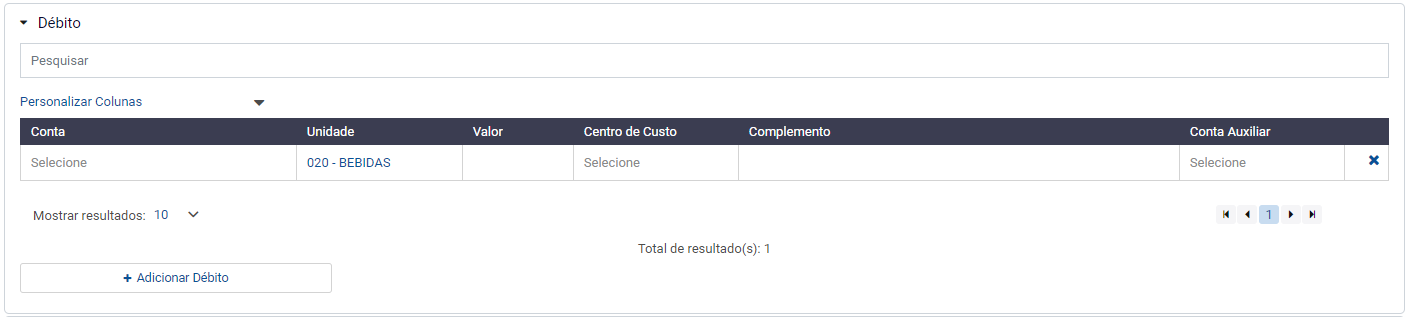 Débito
Pesquisar
Personalizar Colunas
Conta Unidade Valor Centro de Custo Complemento Conta Auxiliar
Selecione 020 - BEBIDAS Selecione Selecione
Mostrar resultados: 10 1
Total de resultado(s): 1
+ Adicionar Débito